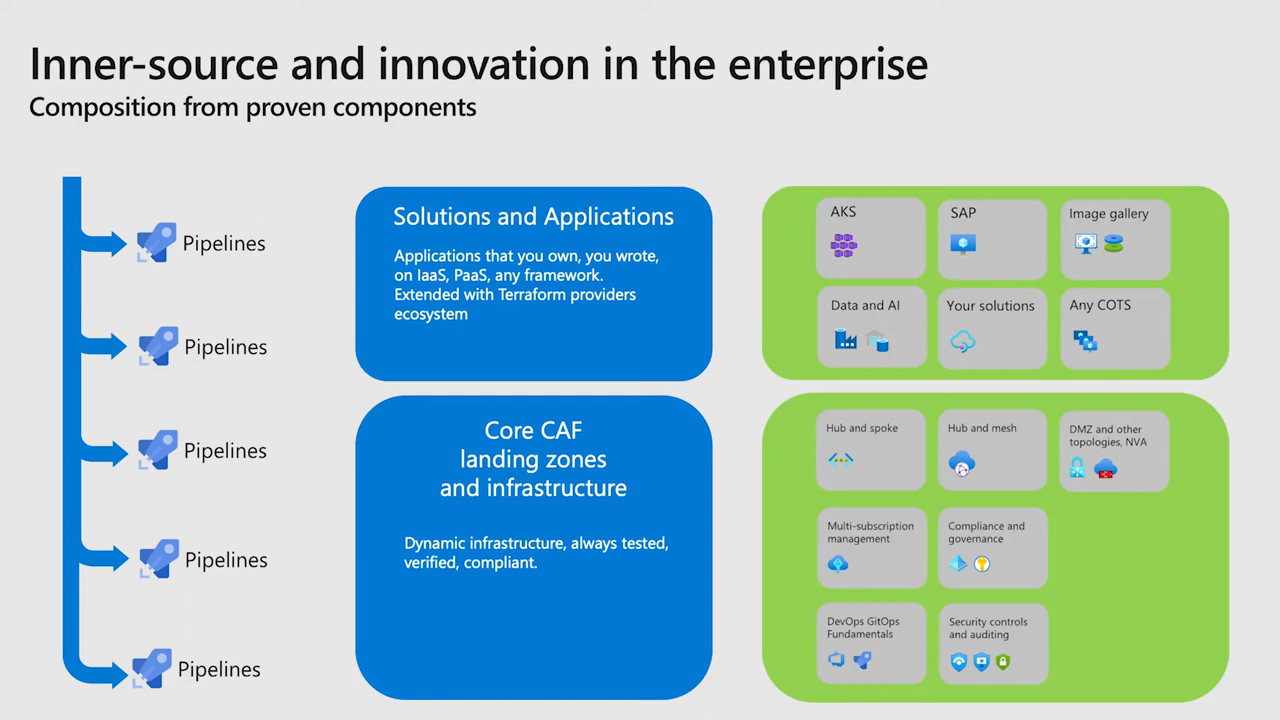 Inner-source and innovation in the enterprise
Composition from proven components
Pipelines
Pipelines
Pipelines
Pipelines
Pipelines
Solutions and Applications
Applications that you own, you wrote,
on IaaS, PaaS, any framework.
Extended with Terraform providers
ecosystem
Core CAF
landing zones
and infrastructure
Dynamic infrastructure, always tested,
verified, compliant.
AKS
SAP
Image gallery
Data and AI
Your solutions
Any COTS
Hub and spoke
Hub and mesh
DMZ and other
topologies, NVA
Multi-subscription
management
Compliance and
governance
DevOps GitOps
Fundamentals
Security controls
and auditing